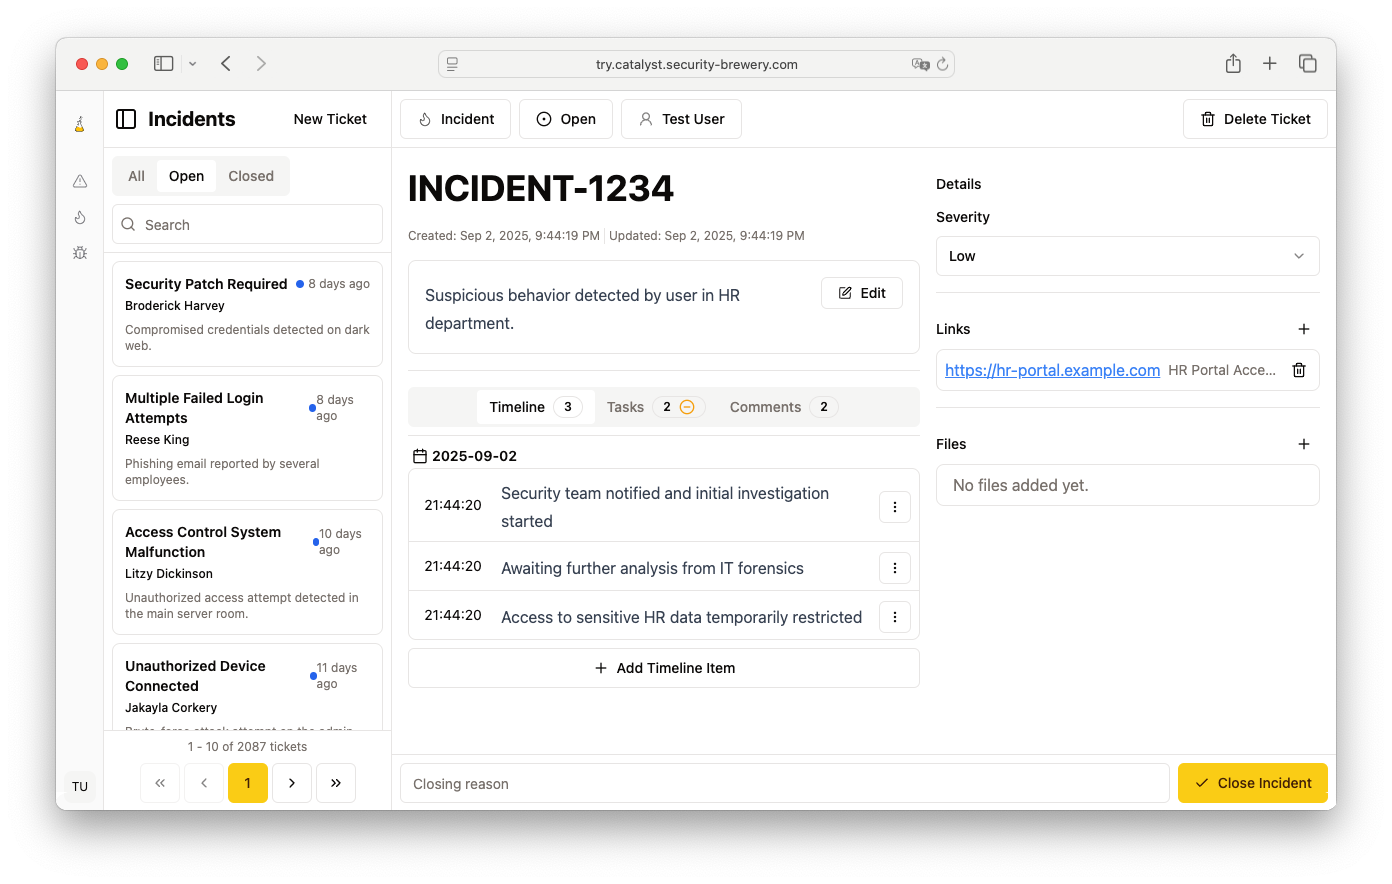 try.catalyst.security-brewery.com
Incidents
New Ticket
Incident
Open
Test User
Delete Ticket
All
Open
Closed
Search
Security Patch Required
8 days ago
Broderick Harvey
Compromised credentials detected on dark
web.
Multiple Failed Login
Attempts
8 days
ago
Reese King
Phishing email reported by several
employees.
Access Control System
Malfunction
10 days
ago
Litzy Dickinson
Unauthorized access attempt detected in
the main server room.
Unauthorized Device
Connected
11 days
ago
Jakayla Corkery
Brute-force attack attempt on the admin
1 - 10 of 2087 tickets
1
TU
INCIDENT-1234
Created: Sep 2, 2025, 9:44:19 PM
Updated: Sep 2, 2025, 9:44:19 PM
Suspicious behavior detected by user in HR
department.
Edit
Timeline 3
Tasks 2
Comments 2
2025-09-02
21:44:20
Security team notified and initial investigation
started
21:44:20
Awaiting further analysis from IT forensics
21:44:20
Access to sensitive HR data temporarily restricted
Add Timeline Item
Details
Severity
Low
Links
https://hr-portal.example.com HR Portal Acce...
Files
No files added yet.
Closing reason
Close Incident